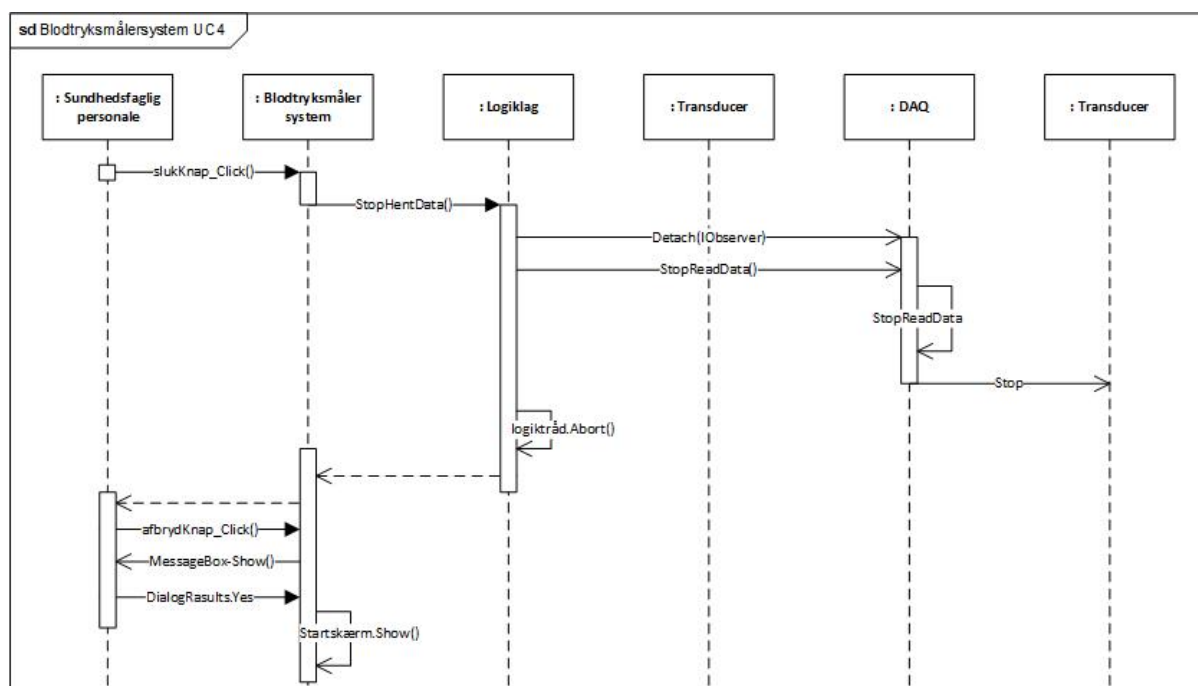 sd Blodtryksmålersystem UC4
: Sundhedsfaglig
personale
: Blodtryksmåler
system
: Logiklag
: Transducer
: DAQ
: Transducer
slukKnap_Click()
StopHentData()
Detach(IObserver)
StopReadData()
StopReadData
Stop
logiktråd.Abort()
afbrydKnap_Click()
MessageBox-Show()
DialogRasults.Yes
Startskærm.Show()